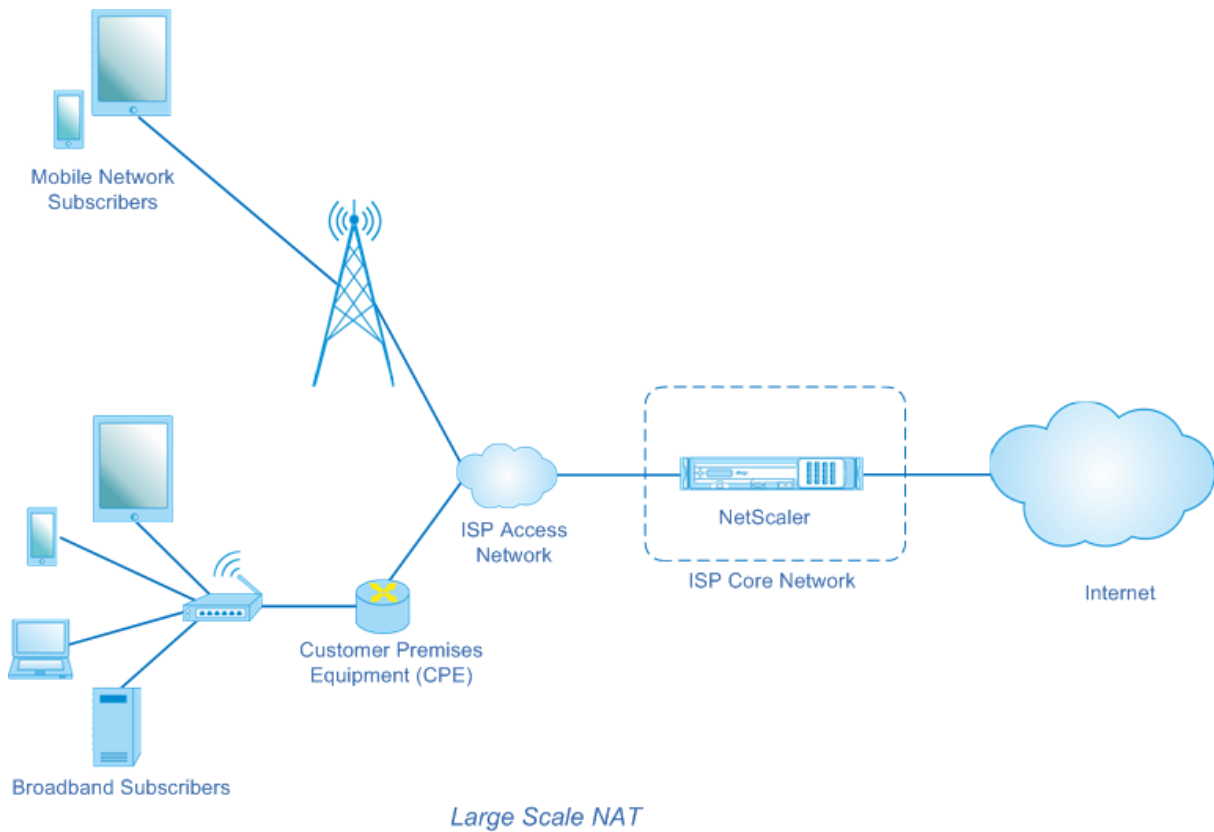 Mobile Network
Subscribers
ISP Access
Network
NetScaler
ISP Core Network
Internet
Customer Premises
Equipment (CPE)
Broadband Subscribers
Large Scale NAT